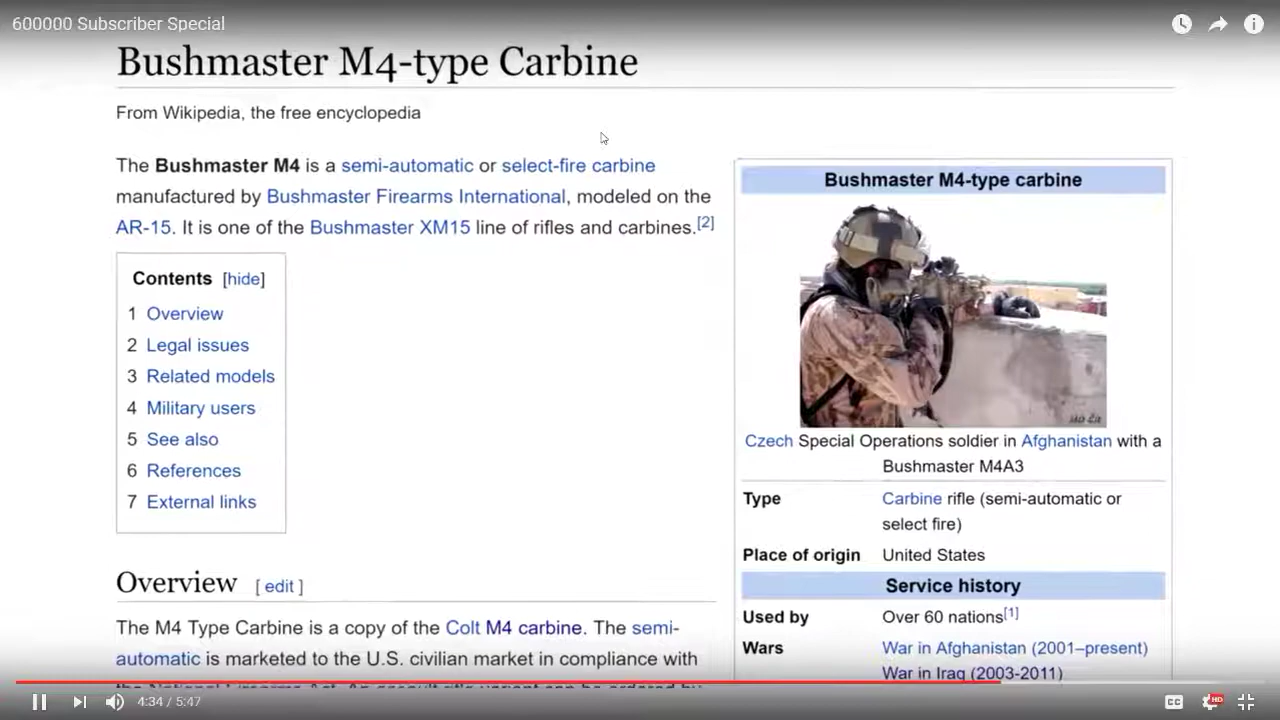 600000 Subscriber Special
Bushmaster M4-type Carbine
From Wikipedia, the free encyclopedia
The Bushmaster M4 is a semi-automatic or select-fire carbine
manufactured by Bushmaster Firearms International, modeled on the
AR-15. It is one of the Bushmaster XM15 line of rifles and carbines.[2]
Contents [hide]
1 Overview
2 Legal issues
3 Related models
4 Military users
5 See also
6 References
7 External links
Overview [ edit ]
The M4 Type Carbine is a copy of the Colt M4 carbine. The semi-
automatic is marketed to the U.S. civilian market in compliance with
Bushmaster M4-type carbine
Czech Special Operations soldier in Afghanistan with a
Bushmaster M4A3
Type Carbine rifle (semi-automatic or
select fire)
Place of origin United States
Service history
Used by Over 60 nations[1]
Wars War in Afghanistan (2001–present)
War in Iraq (2003-2011)
4:34 / 5:47
CC
HD